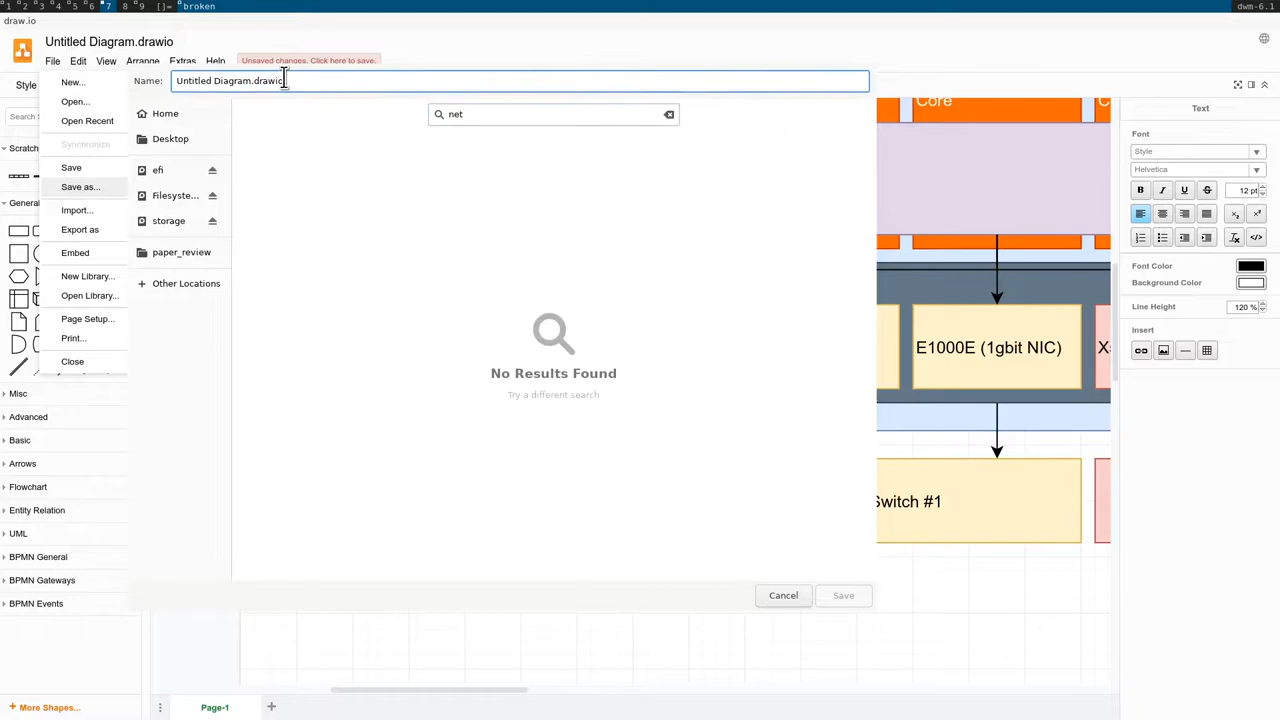 1 2 3 4 5 6 7 8 9 []= broken dwm-6.1
draw.io
Untitled Diagram.drawio
File Edit View Arrange Extras Help Unsaved changes. Click here to save.
Style
Search
Scratch
General
Misc
Advanced
Basic
Arrows
Flowchart
Entity Relation
UML
BPMN General
BPMN Gateways
BPMN Events
+ More Shapes...
New...
Open...
Open Recent
Synchronize
Save
Save as...
Import...
Export as
Embed
New Library...
Open Library...
Page Setup...
Print...
Close
Name: Untitled Diagram.drawio
Home
Desktop
efi
Filesyste...
storage
paper_review
+ Other Locations
net
No Results Found
Try a different search
Cancel Save
Core C
E1000E (1gbit NIC) X
Switch #1
Page-1 +
Text
Font
Style
Helvetica
B I U S 12 pt
Font Color
Background Color
Line Height 120 %
Insert